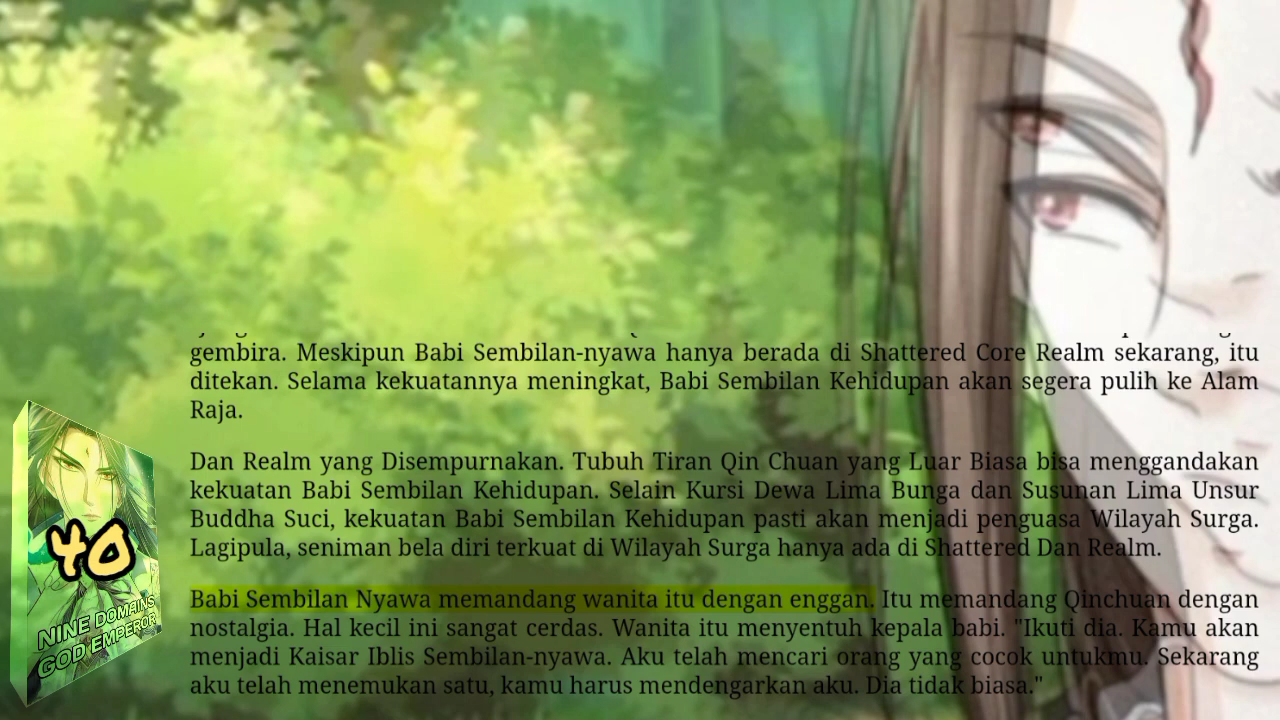 gembira. Meskipun Babi Sembilan-nyawa hanya berada di Shattered Core Realm sekarang, itu
ditekan. Selama kekuatannya meningkat, Babi Sembilan Kehidupan akan segera pulih ke Alam
Raja.
Dan Realm yang Disempurnakan. Tubuh Tiran Qin Chuan yang Luar Biasa bisa menggandakan
kekuatan Babi Sembilan Kehidupan. Selain Kursi Dewa Lima Bunga dan Susunan Lima Unsur
Buddha Suci, kekuatan Babi Sembilan Kehidupan pasti akan menjadi penguasa Wilayah Surga.
Lagipula, seniman bela diri terkuat di Wilayah Surga hanya ada di Shattered Dan Realm.
Babi Sembilan Nyawa memandang wanita itu dengan enggan. Itu memandang Qinchuan dengan
nostalgia. Hal kecil ini sangat cerdas. Wanita itu menyentuh kepala babi. "Ikuti dia. Kamu akan
menjadi Kaisar Iblis Sembilan-nyawa. Aku telah mencari orang yang cocok untukmu. Sekarang
aku telah menemukan satu, kamu harus mendengarkan aku. Dia tidak biasa."
40
NINE DOMAINS
GOD EMPEROR